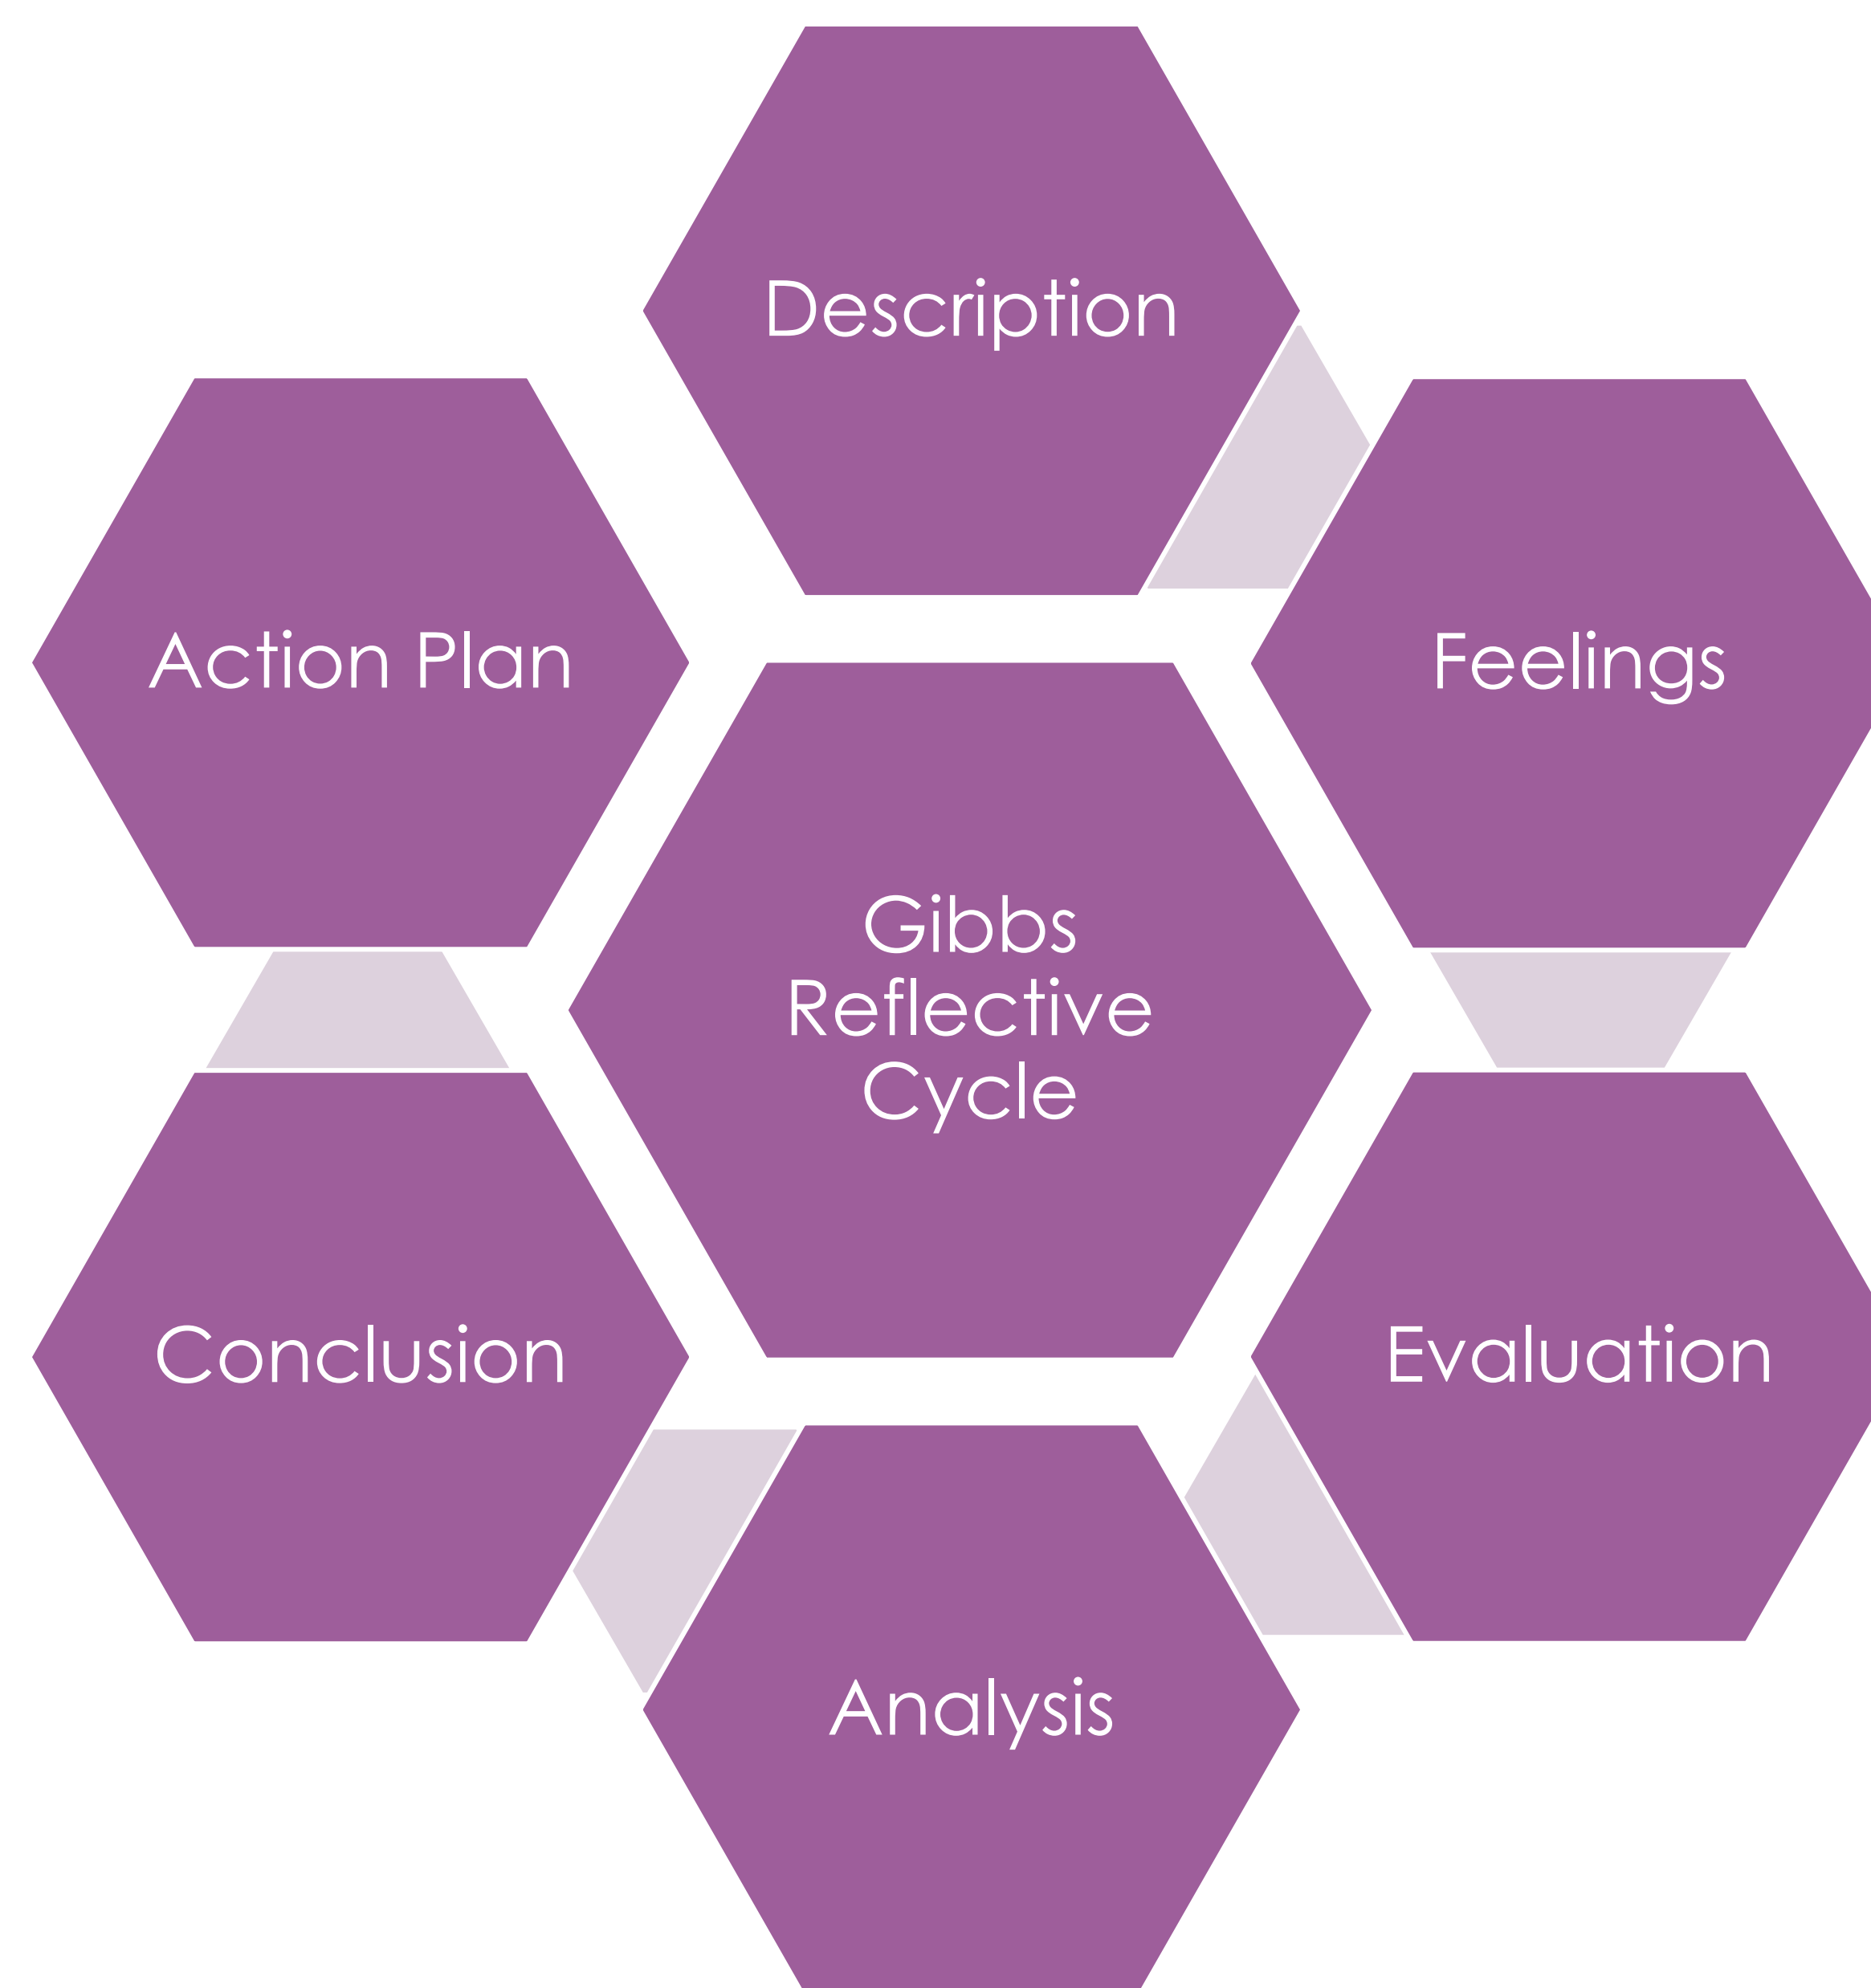 Description
Action Plan
Feelings
Gibbs
Reflective
Cycle
Conclusion
Evaluation
Analysis